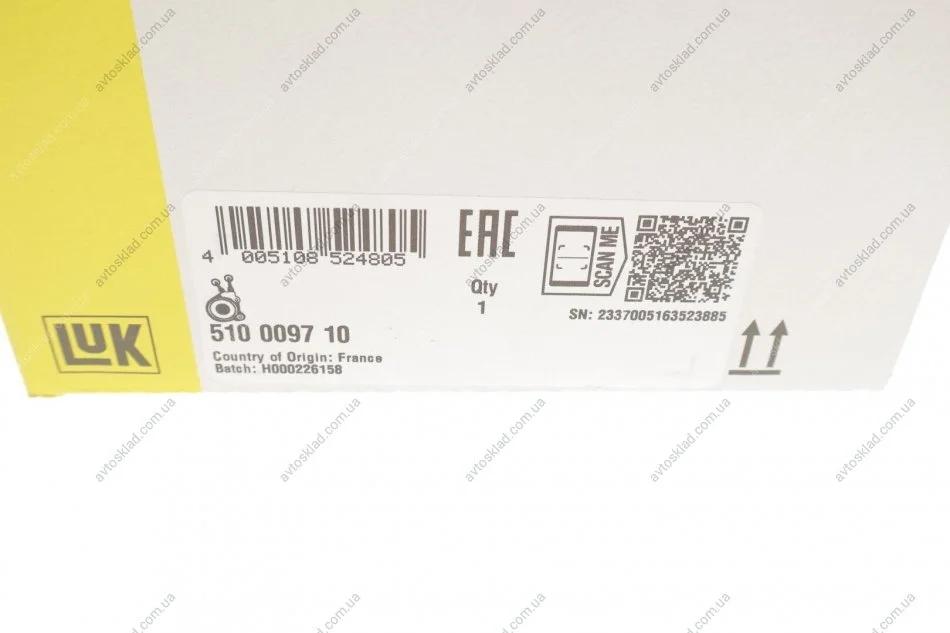 4 005108 524805
EAC
Qty
1
SCAN ME
SN: 2337005163523885
510 0097 10
Country of Origin: France
Batch: H000226158
LUK
avtosklad.com.ua